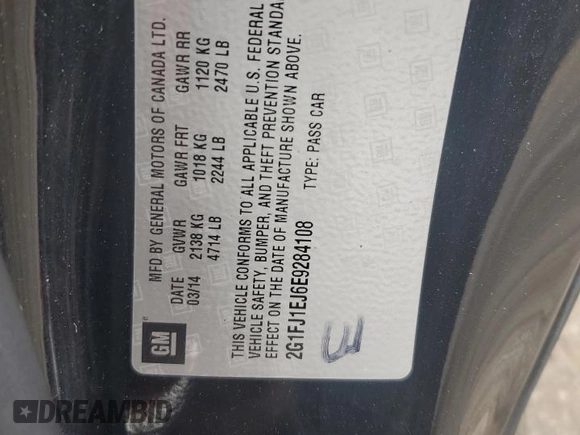 MFD BY GENERAL MOTORS OF CANADA LTD.
DATE GVWR GAWR FRT GAWR RR
03/14 2138 KG 1018 KG 1120 KG
4714 LB 2244 LB 2470 LB
THIS VEHICLE CONFORMS TO ALL APPLICABLE U.S. FEDERAL
VEHICLE SAFETY, BUMPER, AND THEFT PREVENTION STANDA
EFFECT ON THE DATE OF MANUFACTURE SHOWN ABOVE.
2G1FJ1EJ6E9284108 TYPE: PASS CAR
GM
E
DREAMBID